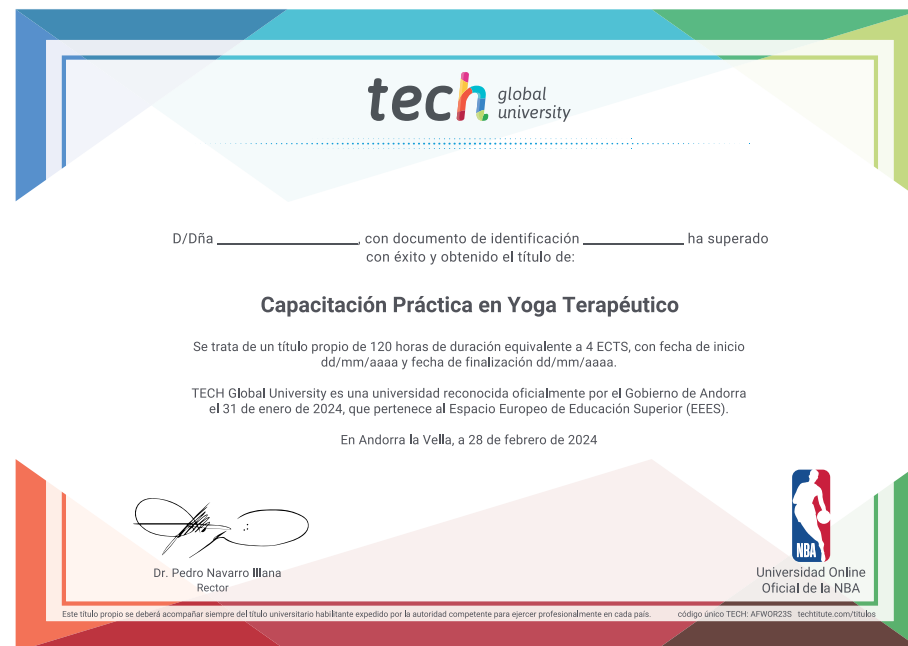 tech global university
D/Dña ________________, con documento de identificación ____________ ha superado
con éxito y obtenido el título de:
Capacitación Práctica en Yoga Terapéutico
Se trata de un título propio de 120 horas de duración equivalente a 4 ECTS, con fecha de inicio
dd/mm/aaaa y fecha de finalización dd/mm/aaaa.
TECH Global University es una universidad reconocida oficialmente por el Gobierno de Andorra
el 31 de enero de 2024, que pertenece al Espacio Europeo de Educación Superior (EEES).
En Andorra la Vella, a 28 de febrero de 2024
Dr. Pedro Navarro Illana
Rector
NBA
Universidad Online
Oficial de la NBA
Este título propio se deberá acompañar siempre del título universitario habilitante expedido por la autoridad competente para ejercer profesionalmente en cada país. código único TECH: AFWOR23S techtitute.com/titulos